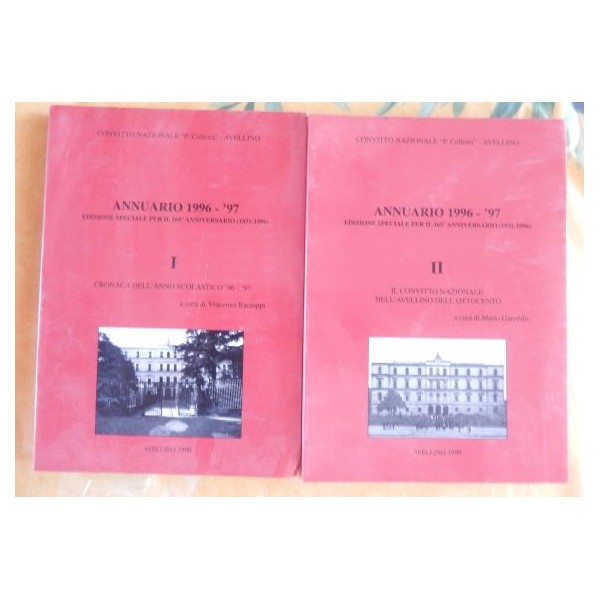 CONVITTO NAZIONALE "P. Colletta" - AVELLINO
ANNUARIO 1996 - '97
EDIZIONE SPECIALE PER IL 165° ANNIVERSARIO (1831-1996)
I
CRONACA DELL'ANNO SCOLASTICO '96 - '97
a cura di Vincenzo
AVELLINO 1998
CONVITTO NAZIONALE "P. Colletta" - AVELLINO
ANNUARIO 1996 - '97
EDIZIONE SPECIALE PER IL 165° ANNIVERSARIO (1831-1996)
II
IL CONVITTO NAZIONALE
NELL'AVELLINO DELL'OTTOCENTO
a cura di Mario Garofalo
AVELLINO 1998